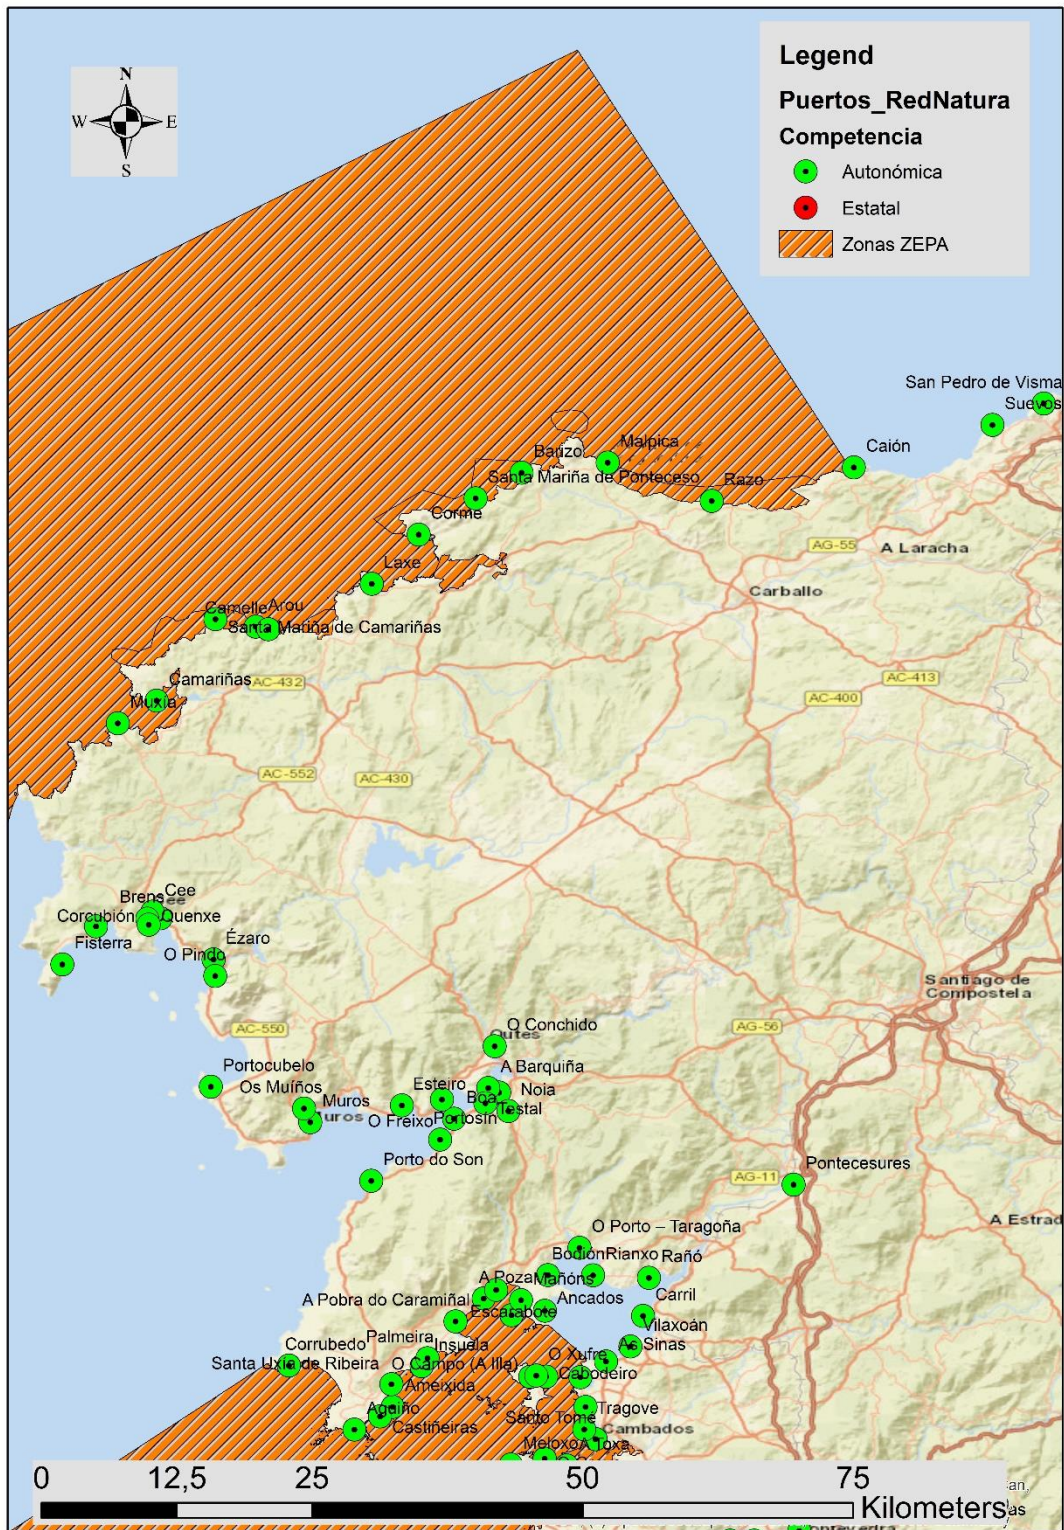 N
W E
S
Legend
Puertos_RedNatura
Competencia
Autonómica
Estatal
Zonas ZEPA
San Pedro de Visma
Suevos
Caión
Malpica
Barizo
Santa Mariña de Ponteceso
Razo
Corme
AG-55
A Laracha
Laxe
Carballo
Camelle
Arou
Santa Mariña de Camariñas
Camariñas
AC-432
AC-413
AC-400
Muxía
AC-552
AC-430
Cee
Brens
Corcubión
Quenxe
Fisterra
Ézaro
O Pindo
Santiago de
Compostela
AC-550
O Conchido
AG-56
Portocubelo
A Barquiña
Os Muíños
Esteiro
Noia
Muros
Boa
Testal
O Freixo
Portosín
Porto do Son
Pontecesures
AG-11
A Estrad
O Porto – Taragoña
Bodión
Rianxo
Rañó
A Poza
Mañóns
Carril
A Pobra do Caramiñal
Ancados
Escarabote
Vilaxoán
Palmeira
As Sinas
Corrubedo
Insuela
O Xufre
Santa Uxía de Ribeira
O Campo (A Illa)
Cabodeiro
Ameixida
Aguiño
Tragove
Castiñeiras
Santo Tomé
Cambados
Meloxo
A Toxa
0 12,5 25 50 75
Kilometers